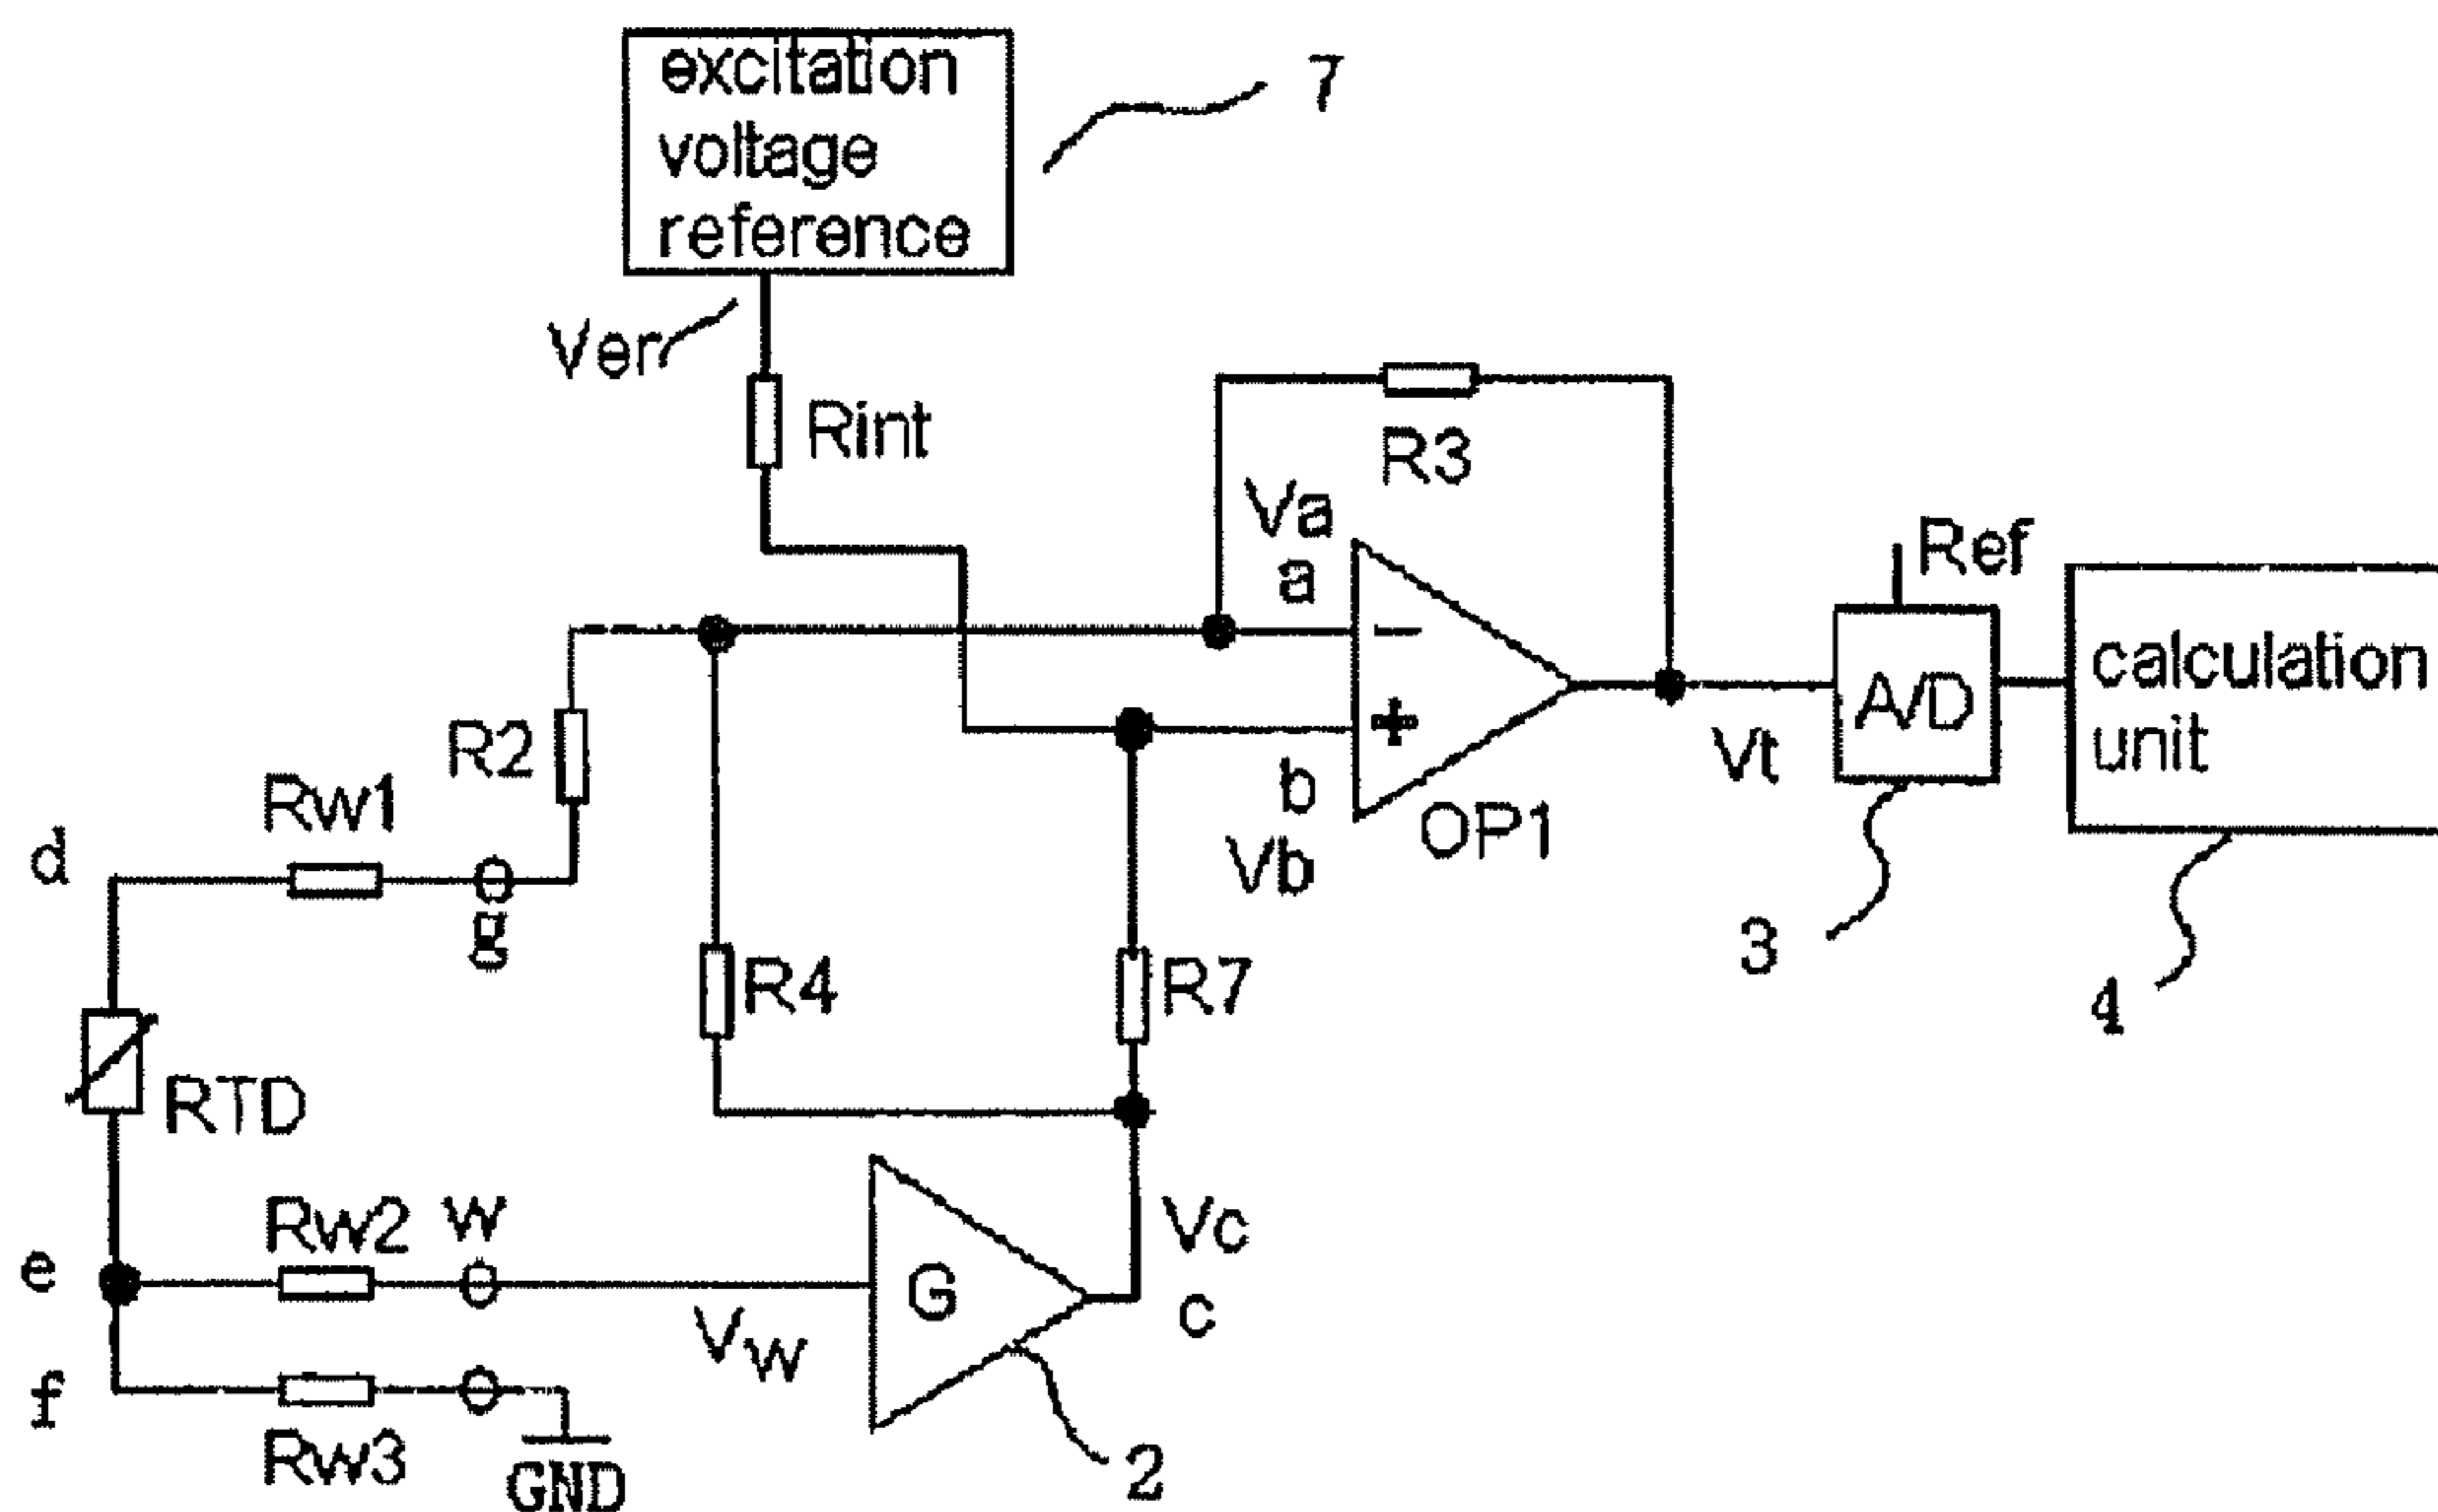 excitation
voltage
reference
7
Ver
Rint
R3
Va
a
Ref
calculation
unit
A/D
R2
Vt
Rw1
b
OP1
d
Vb
g
3
R4
R7
4
RTD
Rw2
w
Vc
e
G
c
Vw
f
Rw3
GND
2